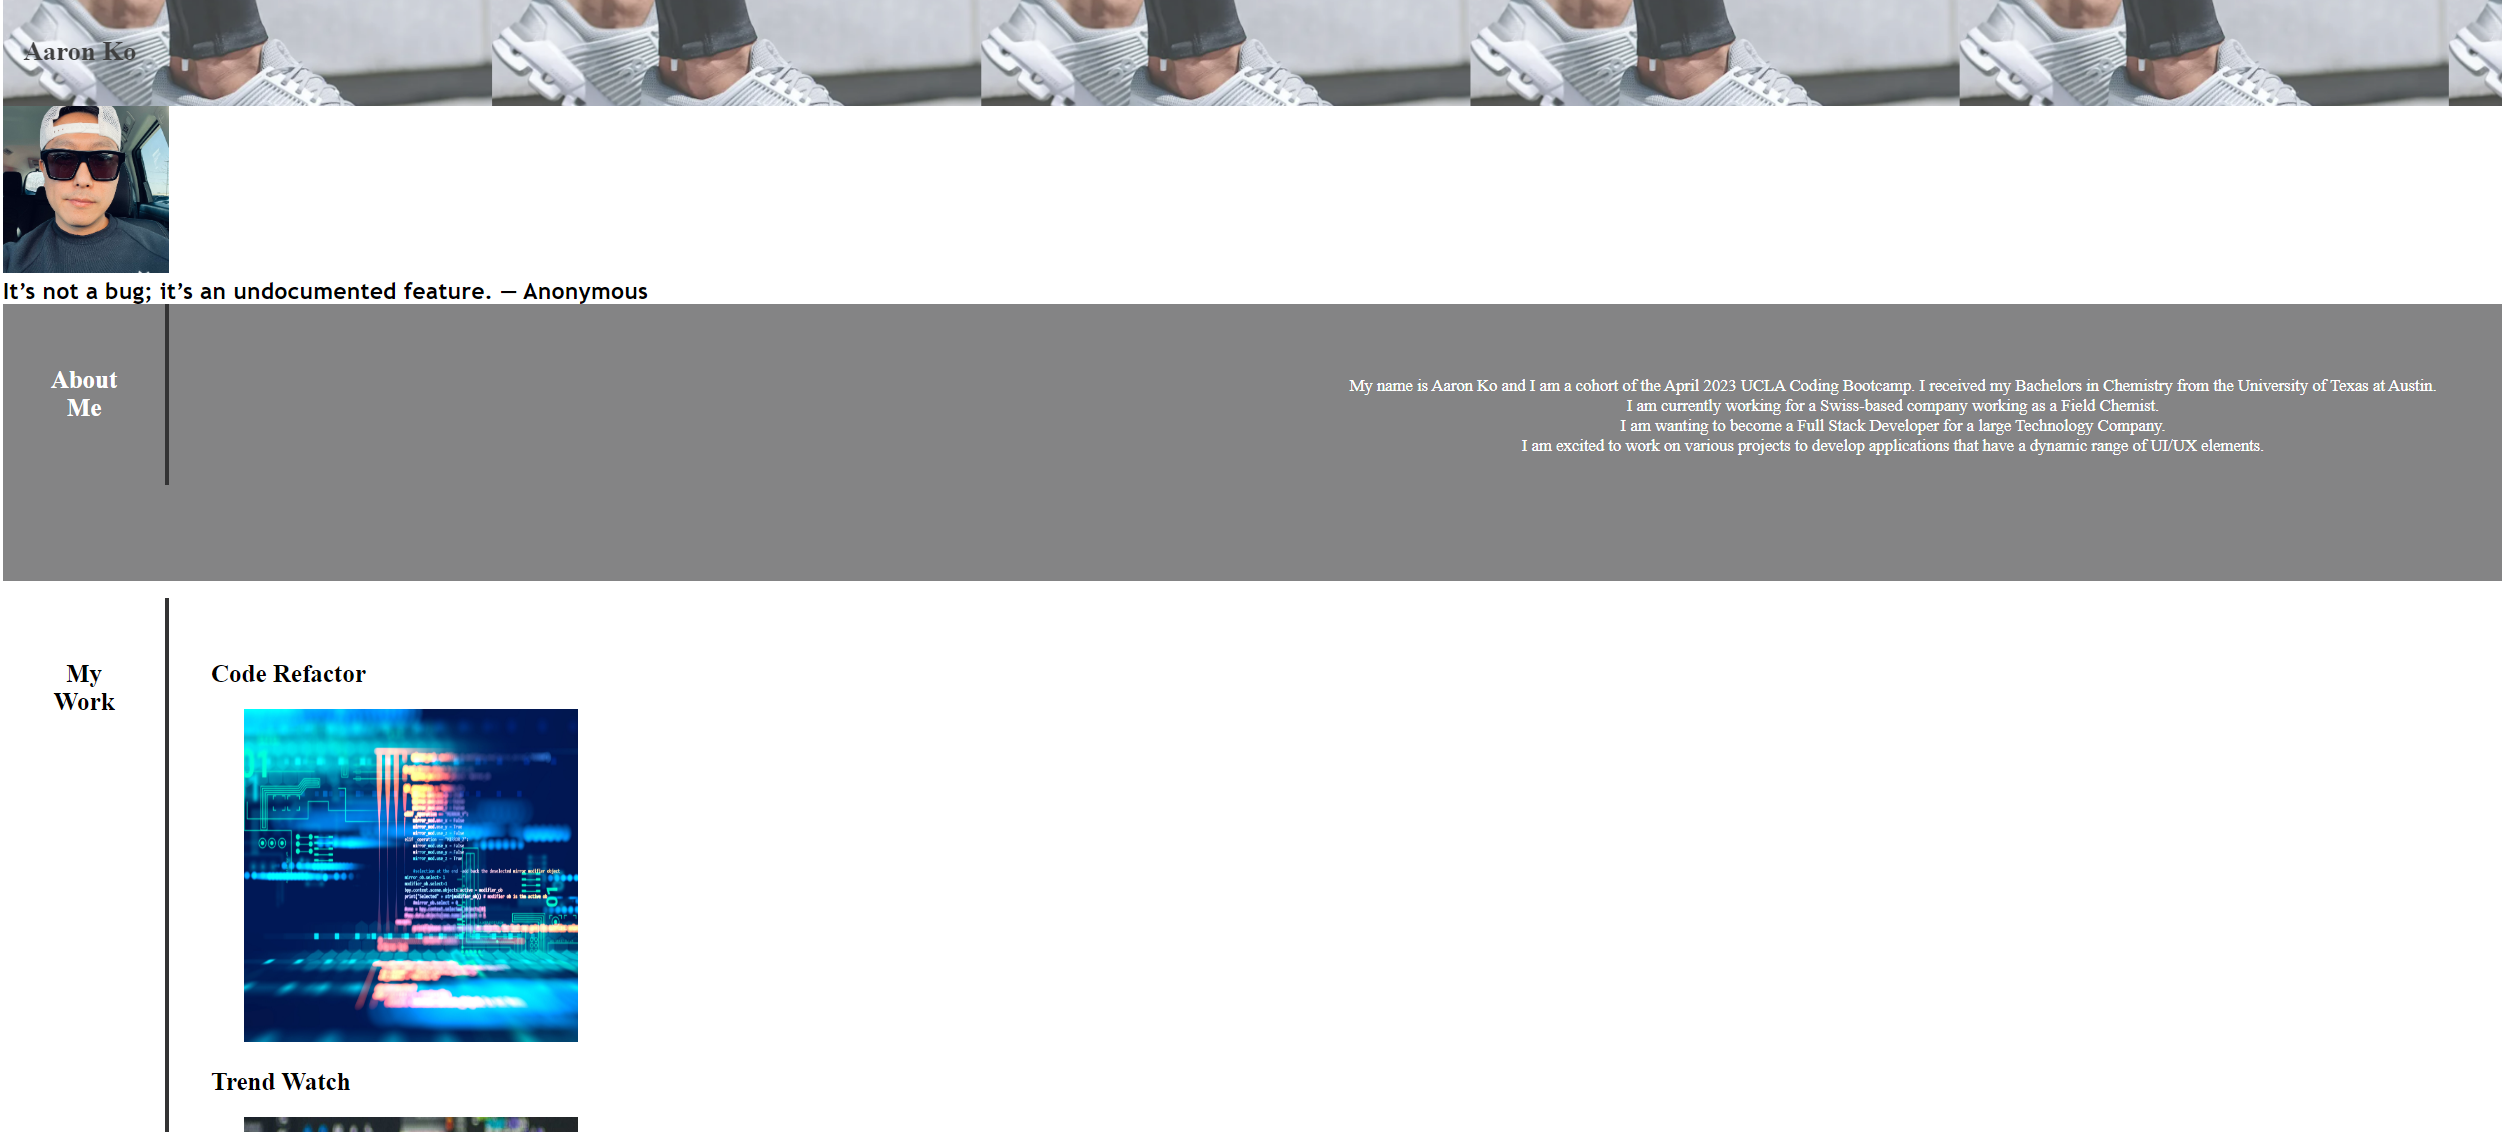 Aaron Ko
It’s not a bug; it’s an undocumented feature. — Anonymous
About
Me
My name is Aaron Ko and I am a cohort of the April 2023 UCLA Coding Bootcamp. I received my Bachelors in Chemistry from the University of Texas at Austin.
I am currently working for a Swiss-based company working as a Field Chemist.
I am wanting to become a Full Stack Developer for a large Technology Company.
I am excited to work on various projects to develop applications that have a dynamic range of UI/UX elements.
My
Work
Code Refactor
Trend Watch